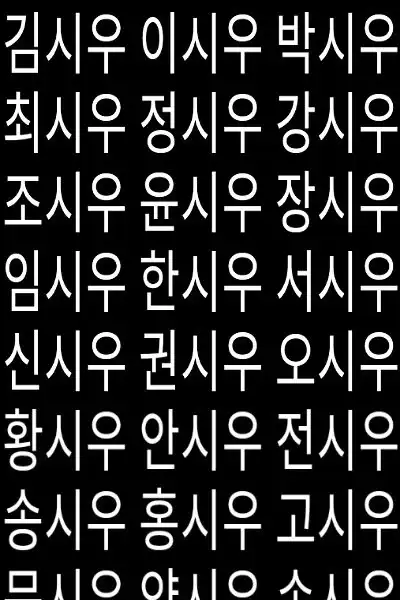 김시우 이시우 박시우
최시우 정시우 강시우
조시우 윤시우 장시우
임시우 한시우 서시우
신시우 권시우 오시우
황시우 안시우 전시우
송시우 홍시우 고시우